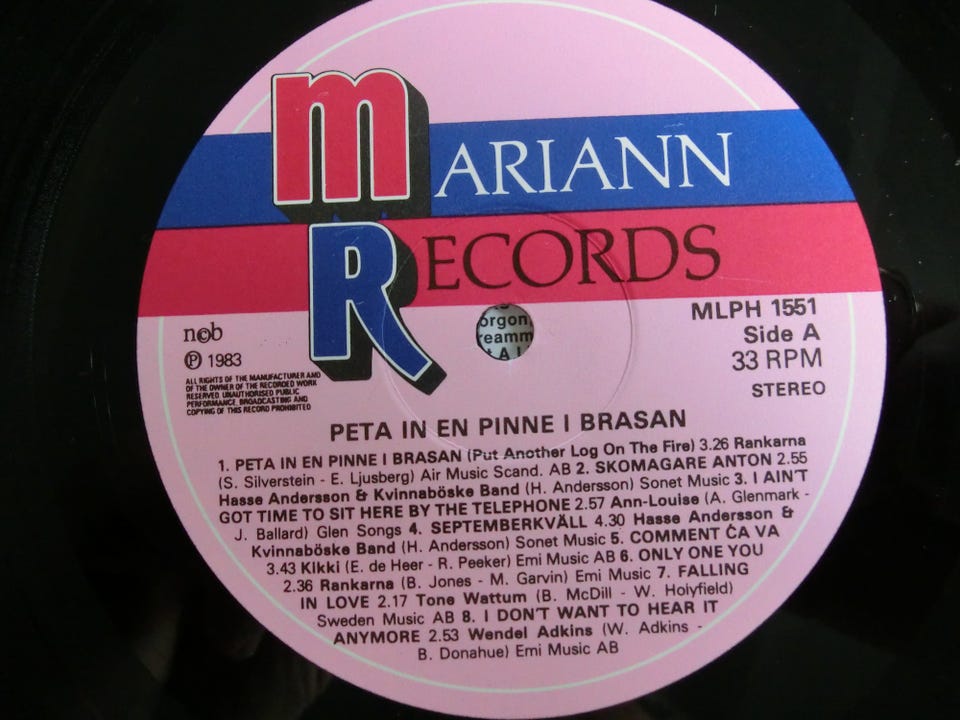 MARIANN
RECORDS
MLPH 1551
Side A
33 RPM
STEREO
n©b
℗ 1983
ALL RIGHTS OF THE MANUFACTURER AND
OF THE OWNER OF THE RECORDED WORK
RESERVED. UNAUTHORISED PUBLIC
PERFORMANCE, BROADCASTING AND
COPYING OF THIS RECORD PROHIBITED
orgon,
reamm
PETA IN EN PINNE I BRASAN
1. PETA IN EN PINNE I BRASAN (Put Another Log On The Fire) 3.26 Rankarna
(S. Silverstein - E. Ljusberg) Air Music Scand. AB 2. SKOMAGARE ANTON 2.55
Hasse Andersson & Kvinnaböske Band (H. Andersson) Sonet Music 3. I AIN'T
GOT TIME TO SIT HERE BY THE TELEPHONE 2.57 Ann-Louise (A. Glenmark -
J. Ballard) Glen Songs 4. SEPTEMBERKVÄLL 4.30 Hasse Andersson &
Kvinnaböske Band (H. Andersson) Sonet Music 5. COMMENT ĆA VA
3.43 Kikki (E. de Heer - R. Peeker) Emi Music AB 6. ONLY ONE YOU
2.36 Rankarna (B. Jones - M. Garvin) Emi Music 7. FALLING
IN LOVE 2.17 Tone Wattum (B. McDill - W. Holyfield)
Sweden Music AB 8. I DON'T WANT TO HEAR IT
ANYMORE 2.53 Wendel Adkins (W. Adkins -
B. Donahue) Emi Music AB